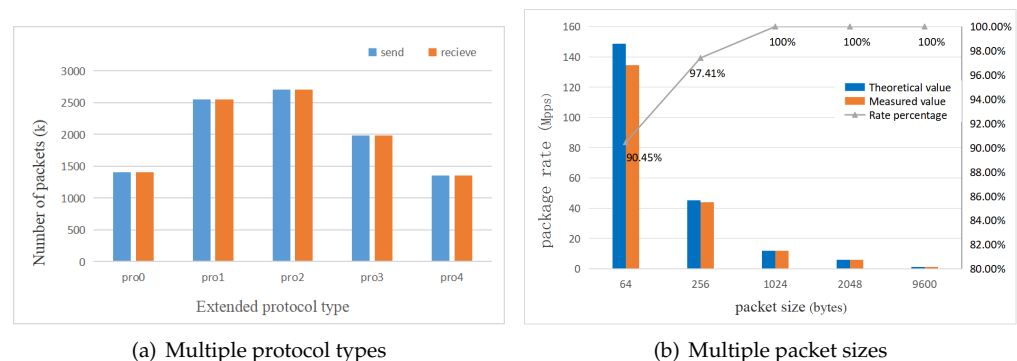 send recieve
3000
2500
2000
1500
1000
500
0
Number of packets (k)
pro0 pro1 pro2 pro3 pro4
Extended protocol type
(a) Multiple protocol types
160
140
120
100
80
60
40
20
0
package rate (Mpps)
100.00%
98.00%
96.00%
94.00%
92.00%
90.00%
88.00%
86.00%
84.00%
82.00%
80.00%
90.45%
97.41%
100% 100% 100%
Theoretical value
Measured value
Rate percentage
64 256 1024 2048 9600
packet size (bytes)
(b) Multiple packet sizes